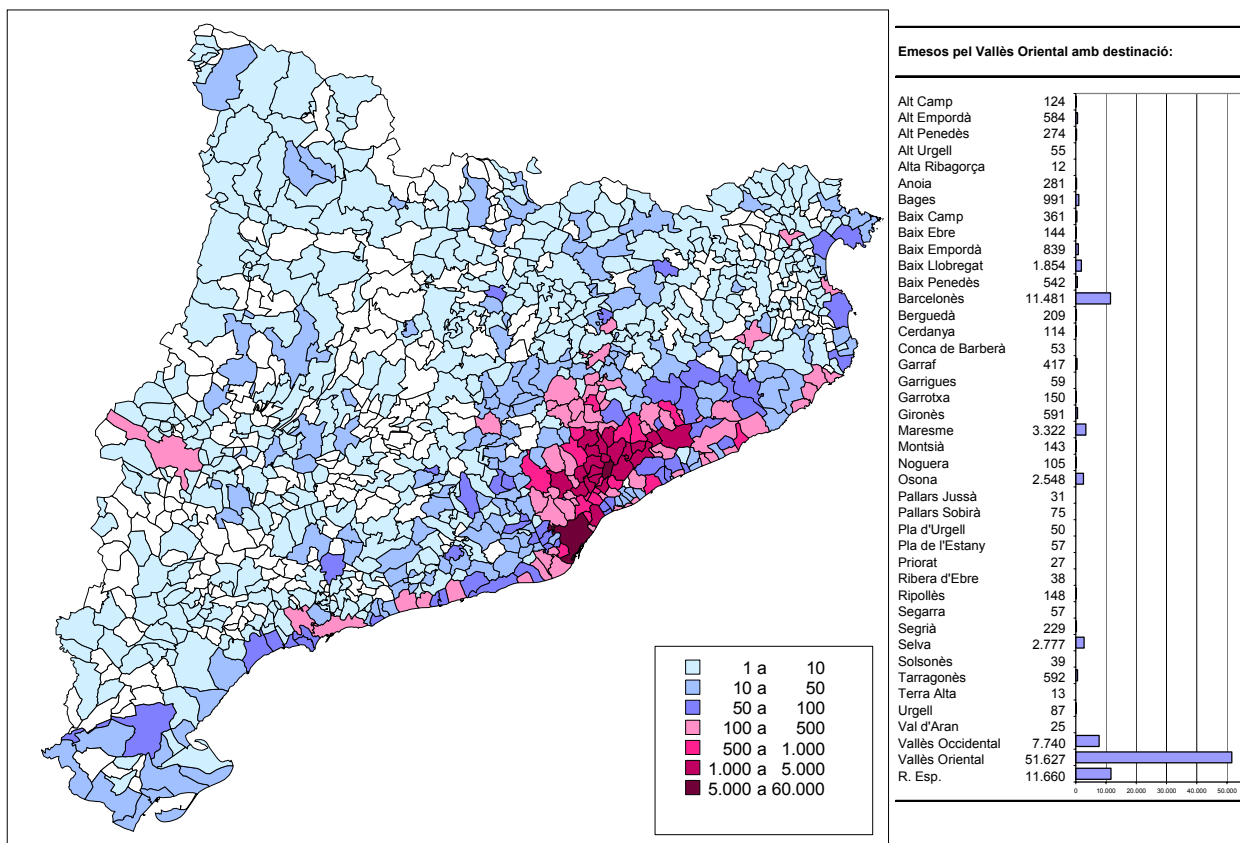 Emesos pel Vallès Oriental amb destinació:
Alt Camp 124
Alt Empordà 584
Alt Penedès 274
Alt Urgell 55
Alta Ribagorça 12
Anoia 281
Bages 991
Baix Camp 361
Baix Ebre 144
Baix Empordà 839
Baix Llobregat 1.854
Baix Penedès 542
Barcelonès 11.481
Berguedà 209
Cerdanya 114
Conca de Barberà 53
Garraf 417
Garrigues 59
Garrotxa 150
Gironès 591
Maresme 3.322
Montsià 143
Noguera 105
Osona 2.548
Pallars Jussà 31
Pallars Sobirà 75
Pla d'Urgell 50
Pla de l'Estany 57
Priorat 27
Ribera d'Ebre 38
Ripollès 148
Segarra 57
Segrià 229
Selva 2.777
Solsonès 39
Tarragonès 592
Terra Alta 13
Urgell 87
Val d'Aran 25
Vallès Occidental 7.740
Vallès Oriental 51.627
R. Esp. 11.660
0 10.000 20.000 30.000 40.000 50.000
1 a 10
10 a 50
50 a 100
100 a 500
500 a 1.000
1.000 a 5.000
5.000 a 60.000